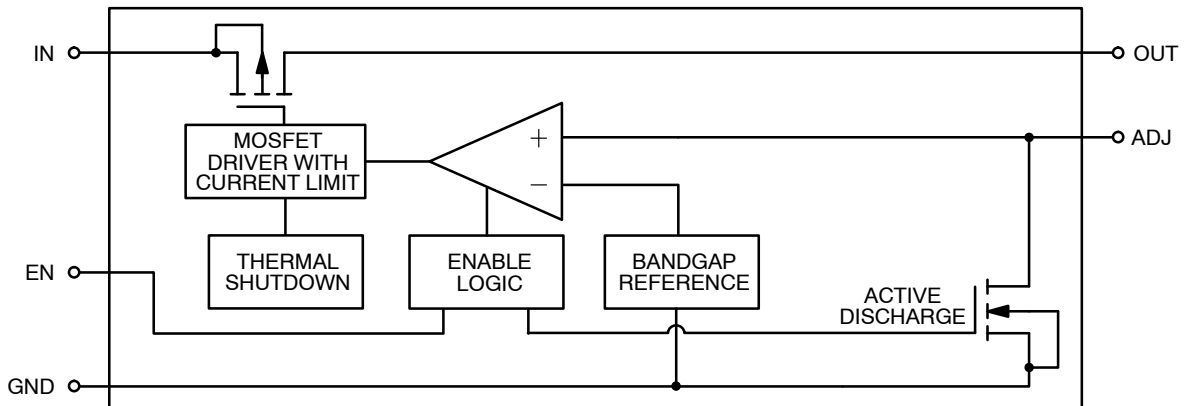 IN
OUT
MOSFET
DRIVER WITH
CURRENT LIMIT
+
−
ADJ
THERMAL
SHUTDOWN
ENABLE
LOGIC
BANDGAP
REFERENCE
EN
ACTIVE
DISCHARGE
GND